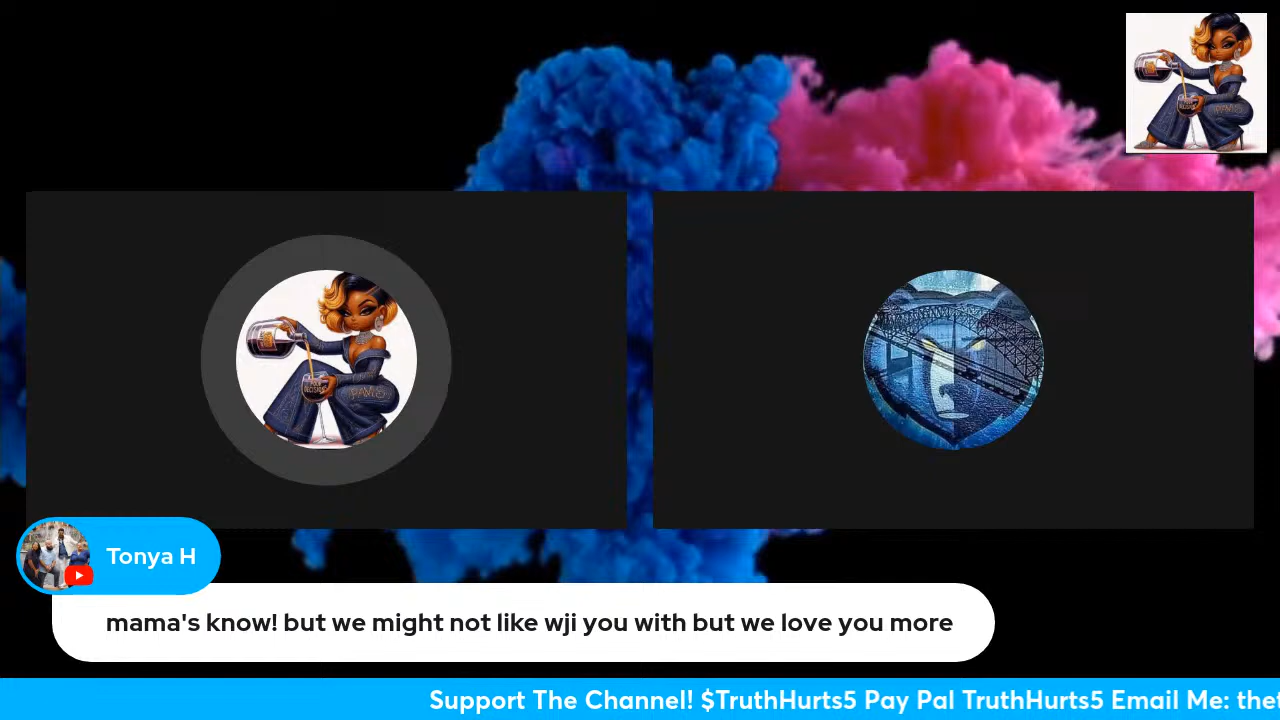 Tonya H
mama's know! but we might not like wji you with but we love you more
Support The Channel! $TruthHurts5 Pay Pal TruthHurts5 Email Me: the